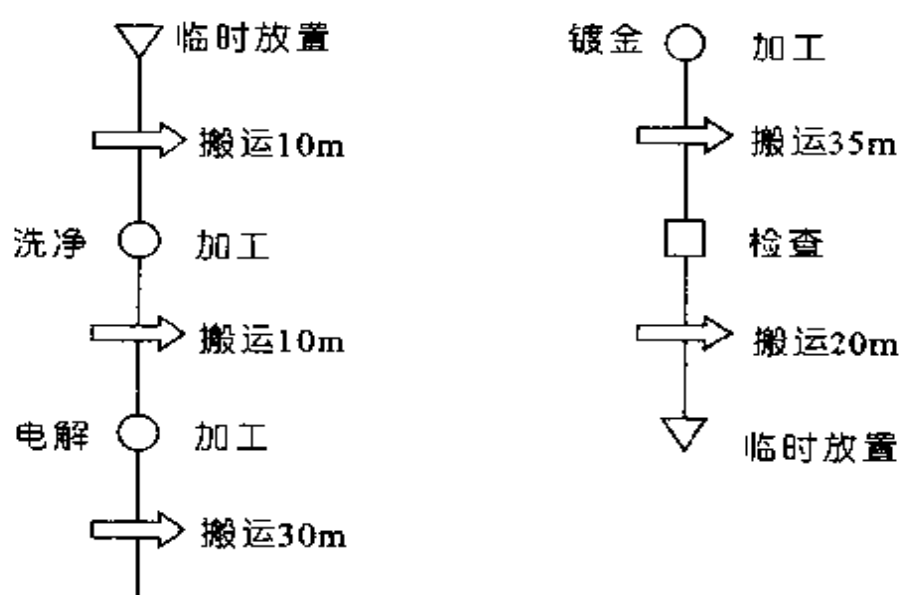 临时放置
搬运10m
洗净 加工
搬运10m
电解 加工
搬运30m
镀金 加工
搬运35m
检查
搬运20m
临时放置